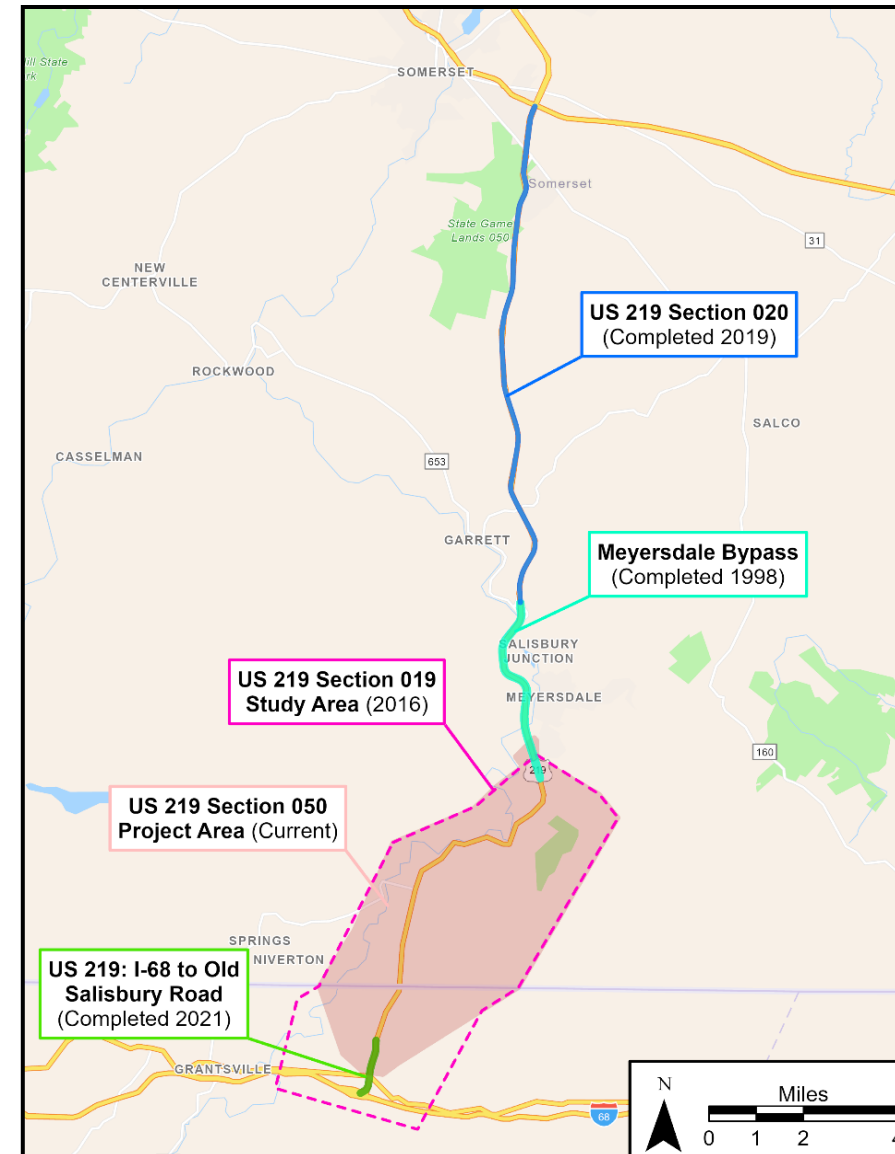 ill State
rk
SOMERSET
Somerset
State Game
Lands 050
31
NEW
CENTERVILLE
US 219 Section 020
(Completed 2019)
ROCKWOOD
SALCO
CASSELMAN
653
GARRETT
Meyersdale Bypass
(Completed 1998)
SALISBURY
JUNCTION
US 219 Section 019
Study Area (2016)
MEYERSDALE
160
219
US 219 Section 050
Project Area (Current)
SPRINGS
NIVERTON
US 219: I-68 to Old
Salisbury Road
(Completed 2021)
GRANTSVILLE
68
N
Miles
0 1 2 4